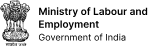 Ministry of Labour and
Employment
Government of India